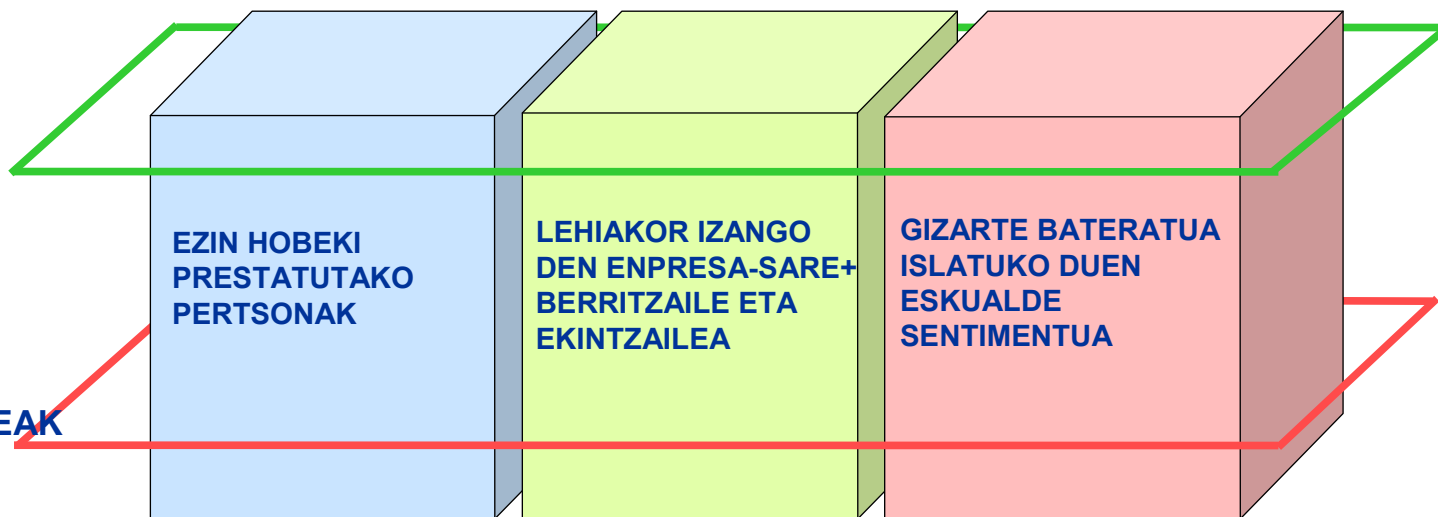 EZIN HOBEKI
PRESTATUTAKO
PERTSONAK
LEHIAKOR IZANGO
DEN ENPRESA-SARE+
BERRITZAILE ETA
EKINTZAILEA
GIZARTE BATERATUA
ISLATUKO DUEN
ESKUALDE
SENTIMENTUA
EAK